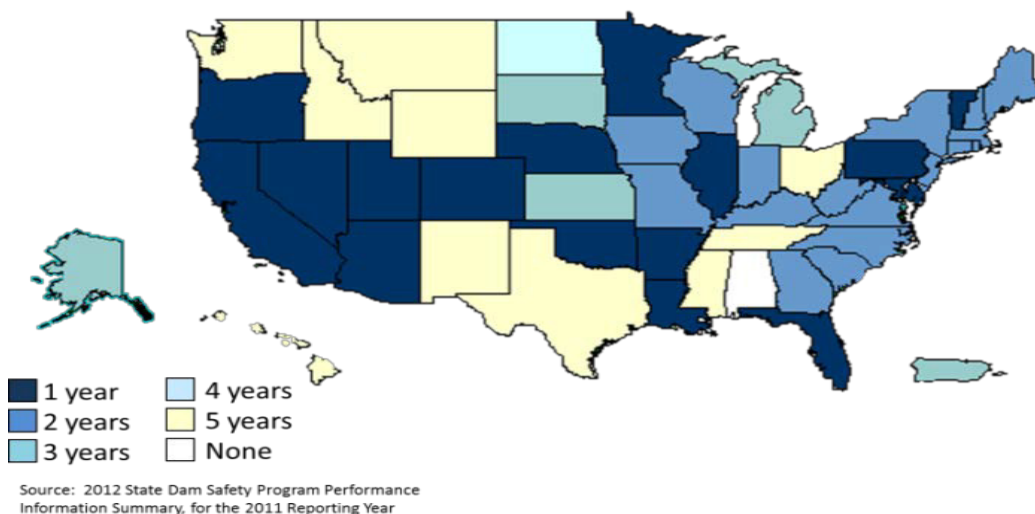 1 year
2 years
3 years
4 years
5 years
None
Source: 2012 State Dam Safety Program Performance
Information Summary, for the 2011 Reporting Year